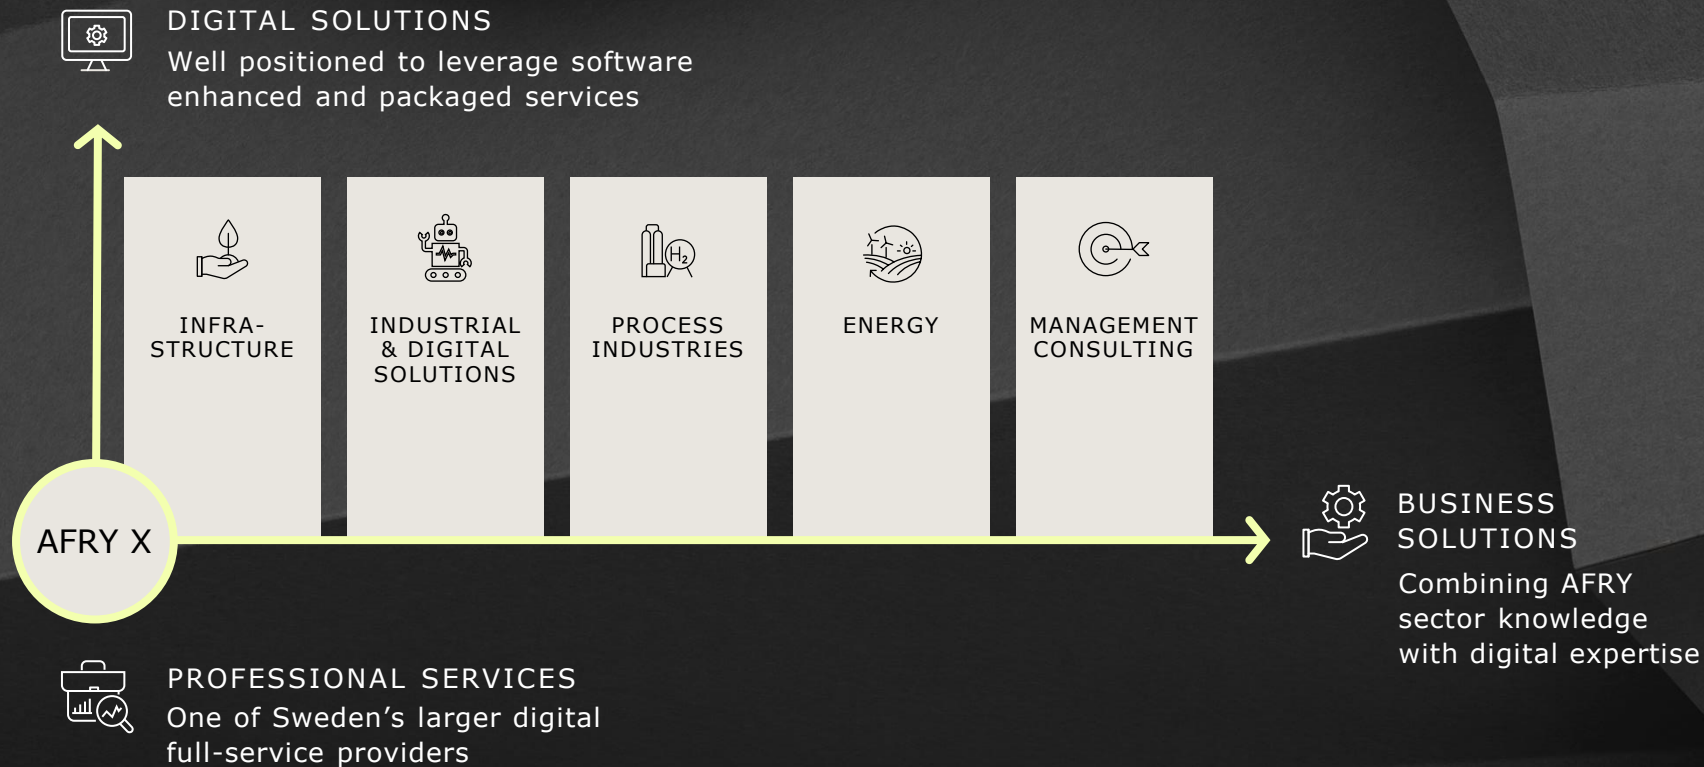 DIGITAL SOLUTIONS
Well positioned to leverage software
enhanced and packaged services
INFRA-
STRUCTURE
INDUSTRIAL
& DIGITAL
SOLUTIONS
H2
PROCESS
INDUSTRIES
ENERGY
MANAGEMENT
CONSULTING
AFRY X
BUSINESS
SOLUTIONS
Combining AFRY
sector knowledge
with digital expertise
PROFESSIONAL SERVICES
One of Sweden’s larger digital
full-service providers